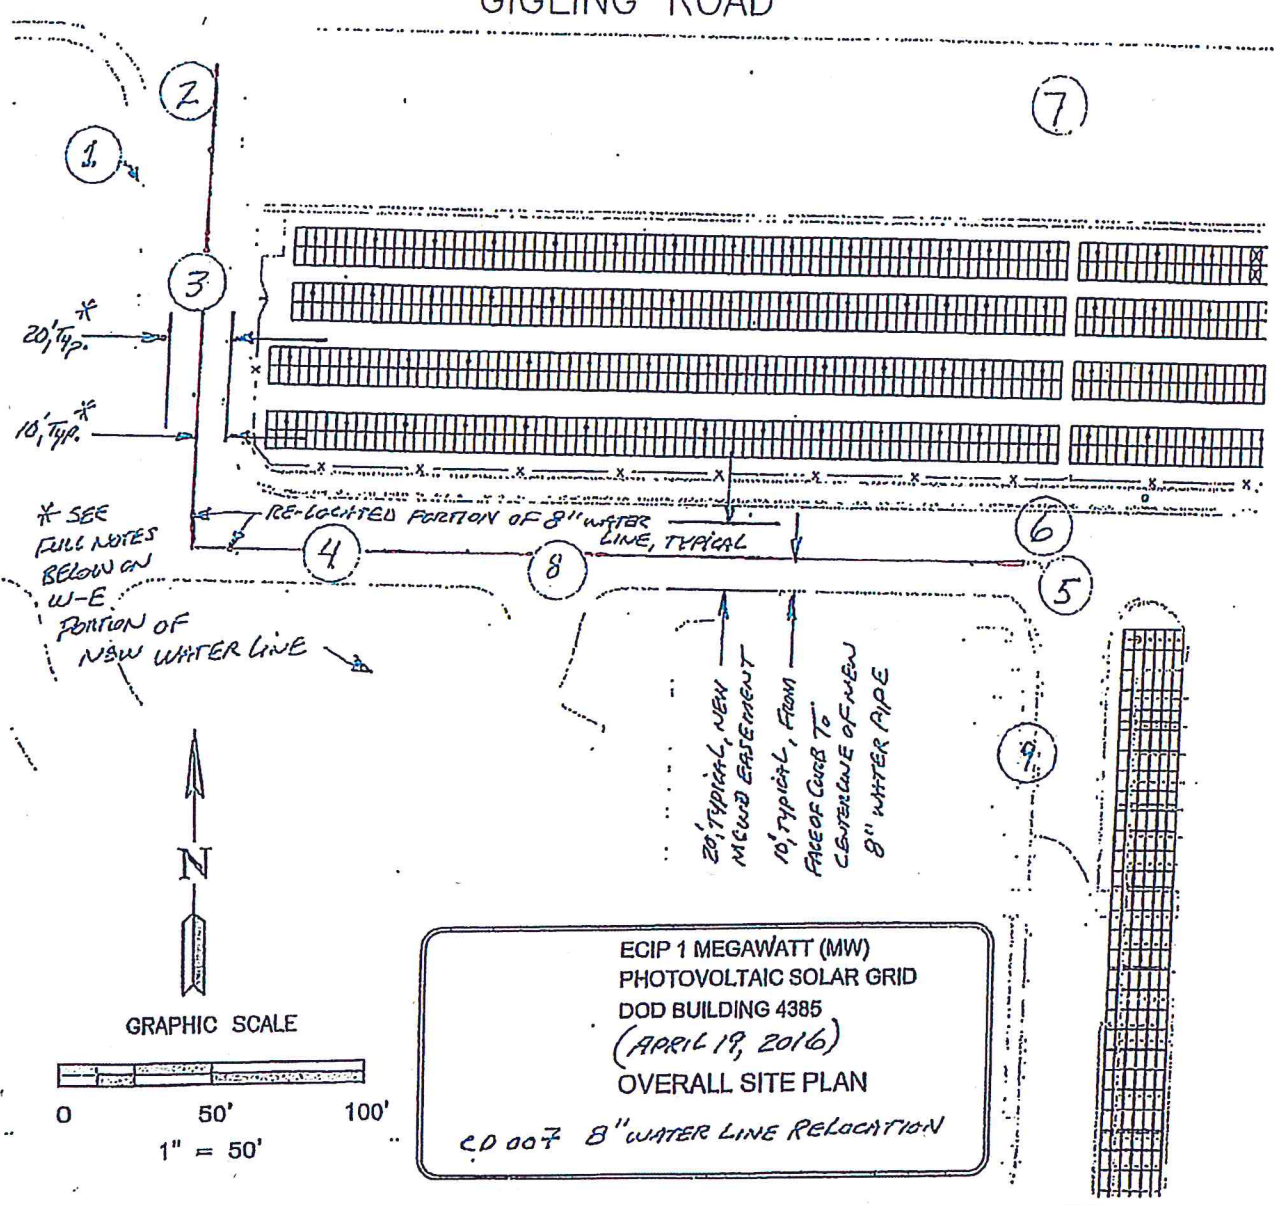 GIGLING ROAD
2
7
1
3
20,'Typ.*
10,'Typ.*
* SEE
FULL NOTES
BELOW ON
W-E
PORTION OF
NEW WATER LINE
RE-LOCATED PORTION OF 8" WATER
LINE, TYPICAL
4
8
6
5
20,'TYPICAL, NEW
MCWD EASEMENT
10,'TYPICAL, FROM
FACE OF CURB TO
CENTERLINE OF NEW
8" WATER PIPE
9
N
GRAPHIC SCALE
0 50' 100'
1" = 50'
ECIP 1 MEGAWATT (MW)
PHOTOVOLTAIC SOLAR GRID
DOD BUILDING 4385
(APRIL 19, 2016)
OVERALL SITE PLAN
CD 007 8" WATER LINE RELOCATION